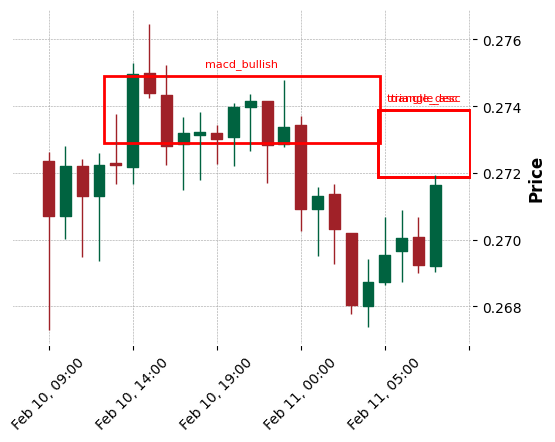 0.276
macd_bullish
0.274
0.272
0.270
0.268
Price
Feb 10, 09:00
Feb 10, 14:00
Feb 10, 19:00
Feb 11, 00:00
Feb 11, 05:00